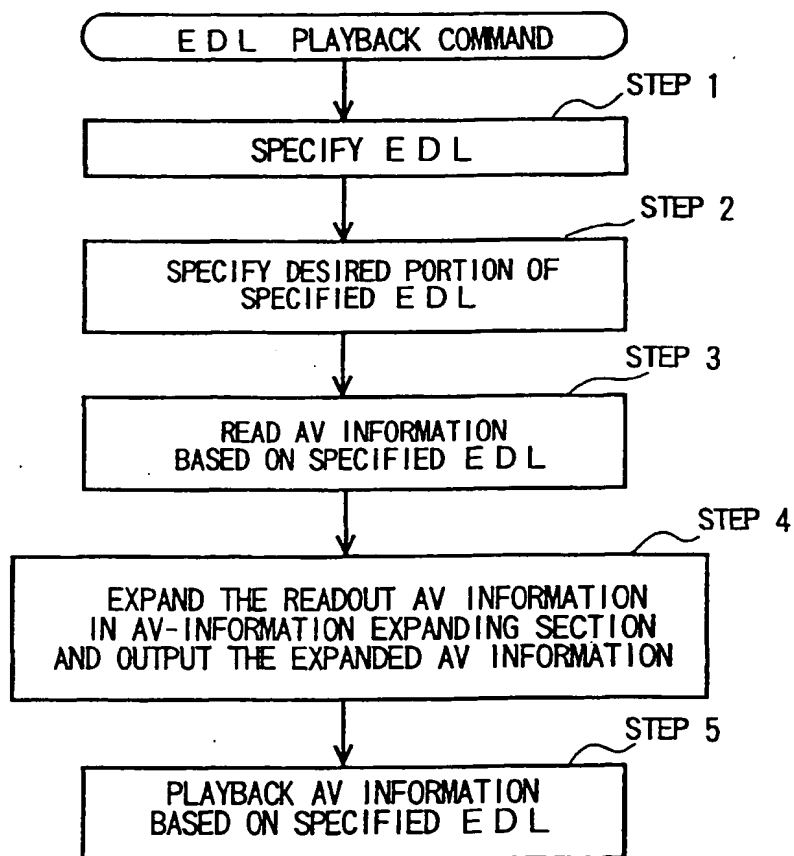 EDL PLAYBACK COMMAND
STEP 1
SPECIFY EDL
STEP 2
SPECIFY DESIRED PORTION OF
SPECIFIED EDL
STEP 3
READ AV INFORMATION
BASED ON SPECIFIED EDL
STEP 4
EXPAND THE READOUT AV INFORMATION
IN AV-INFORMATION EXPANDING SECTION
AND OUTPUT THE EXPANDED AV INFORMATION
STEP 5
PLAYBACK AV INFORMATION
BASED ON SPECIFIED EDL